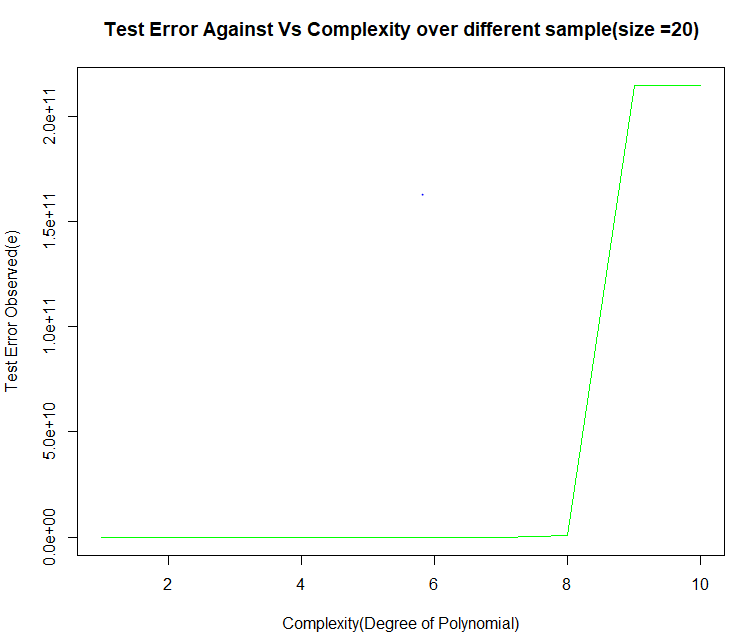 Test Error Against Vs Complexity over different sample(size =20)
Test Error Observed(e)
2.0e+11
1.5e+11
1.0e+11
5.0e+10
0.0e+00
2 4 6 8 10
Complexity(Degree of Polynomial)